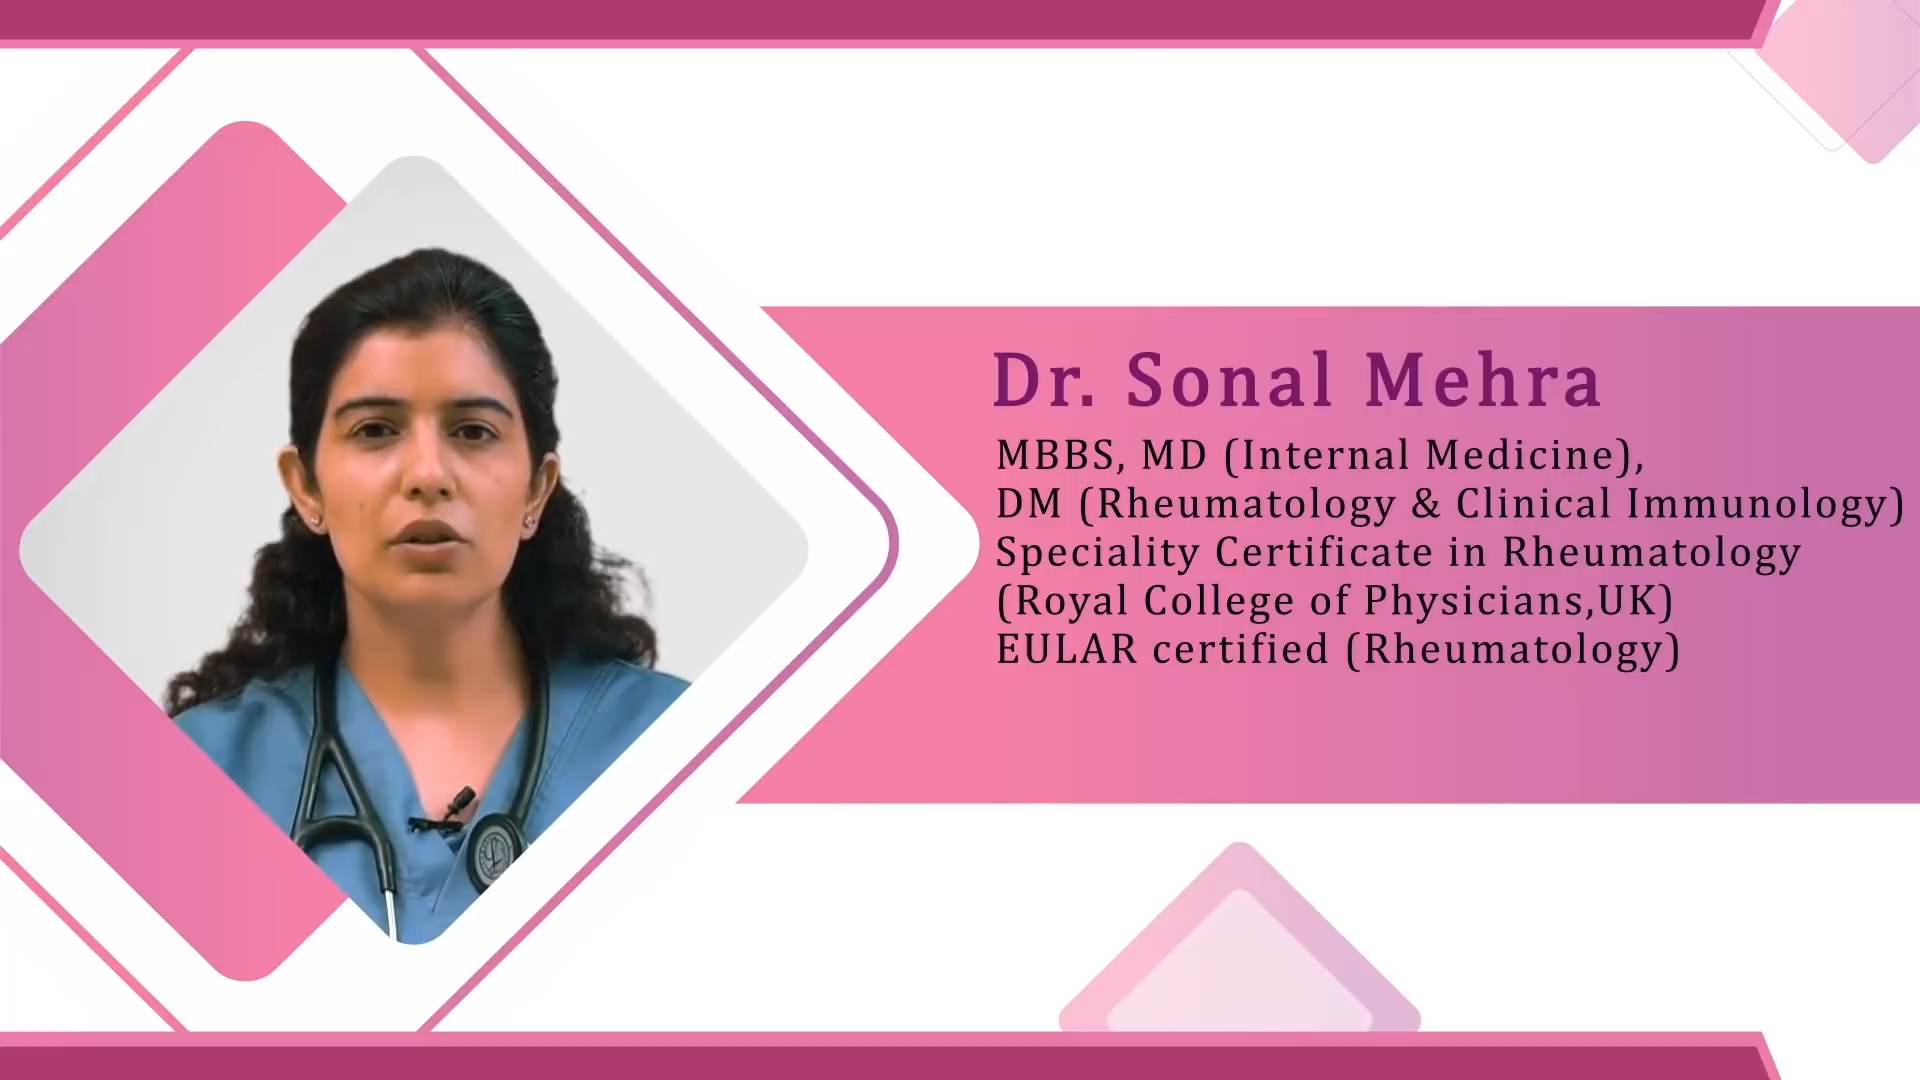 Dr. Sonal Mehra
MBBS, MD (Internal Medicine),
DM (Rheumatology & Clinical Immunology)
Speciality Certificate in Rheumatology
(Royal College of Physicians,UK)
EULAR certified (Rheumatology)